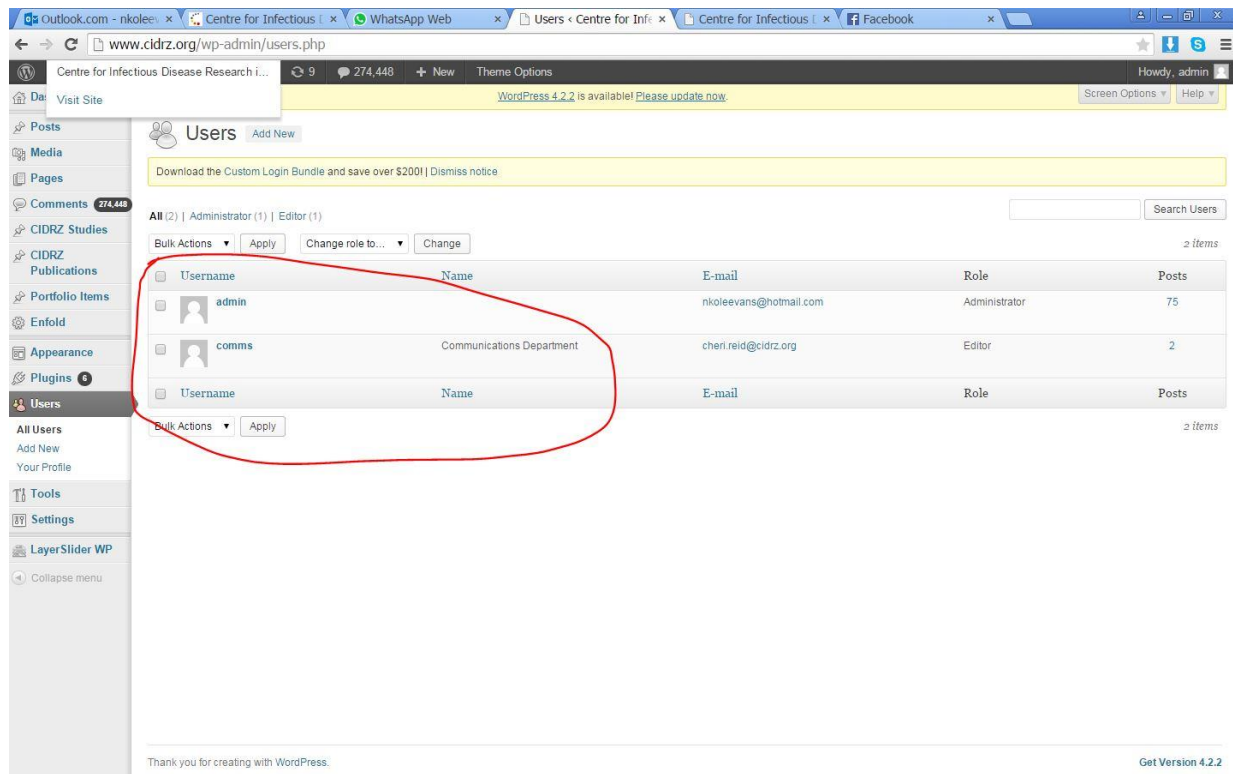 Outlook.com - nkoleev
Centre for Infectious D
WhatsApp Web
Users ‹ Centre for Infe
Centre for Infectious D
Facebook
www.cidrz.org/wp-admin/users.php
Centre for Infectious Disease Research i...
9
274,448
+ New
Theme Options
Howdy, admin
Visit Site
WordPress 4.2.2 is available! Please update now.
Screen Options
Help
Das
Posts
Media
Pages
Comments 274,448
CIDRZ Studies
CIDRZ
Publications
Portfolio Items
Enfold
Appearance
Plugins 6
Users
All Users
Add New
Your Profile
Tools
Settings
LayerSlider WP
Collapse menu
Users Add New
Download the Custom Login Bundle and save over $200! | Dismiss notice
All (2) | Administrator (1) | Editor (1)
Search Users
Bulk Actions Apply Change role to... Change 2 items
Username Name E-mail Role Posts
admin nkoleevans@hotmail.com Administrator 75
comms Communications Department cheri.reid@cidrz.org Editor 2
Username Name E-mail Role Posts
Bulk Actions Apply 2 items
Thank you for creating with WordPress. Get Version 4.2.2